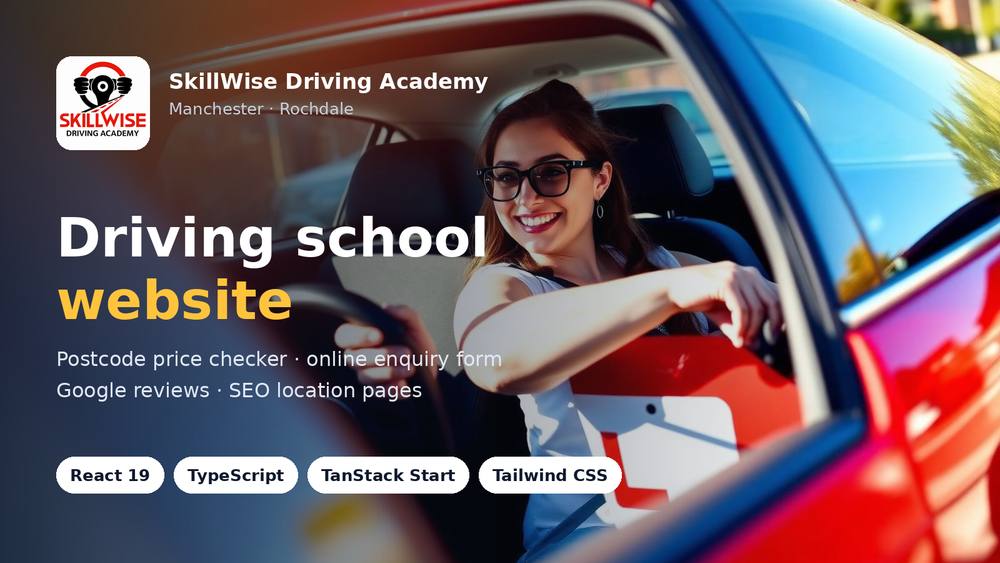 SKILLWISE
DRIVING ACADEMY
SkillWise Driving Academy
Manchester · Rochdale
Driving school
website
Postcode price checker · online enquiry form
Google reviews · SEO location pages
React 19 TypeScript TanStack Start Tailwind CSS